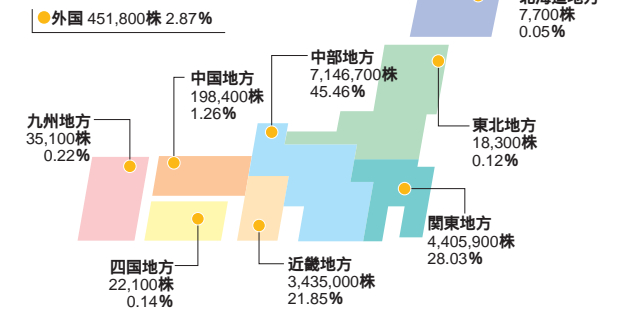 北海道地方
7,700株
0.05%
外国 451,800株 2.87%
中部地方
7,146,700株
45.46%
中国地方
198,400株
1.26%
九州地方
35,100株
0.22%
東北地方
18,300株
0.12%
関東地方
4,405,900株
28.03%
四国地方
22,100株
0.14%
近畿地方
3,435,000株
21.85%